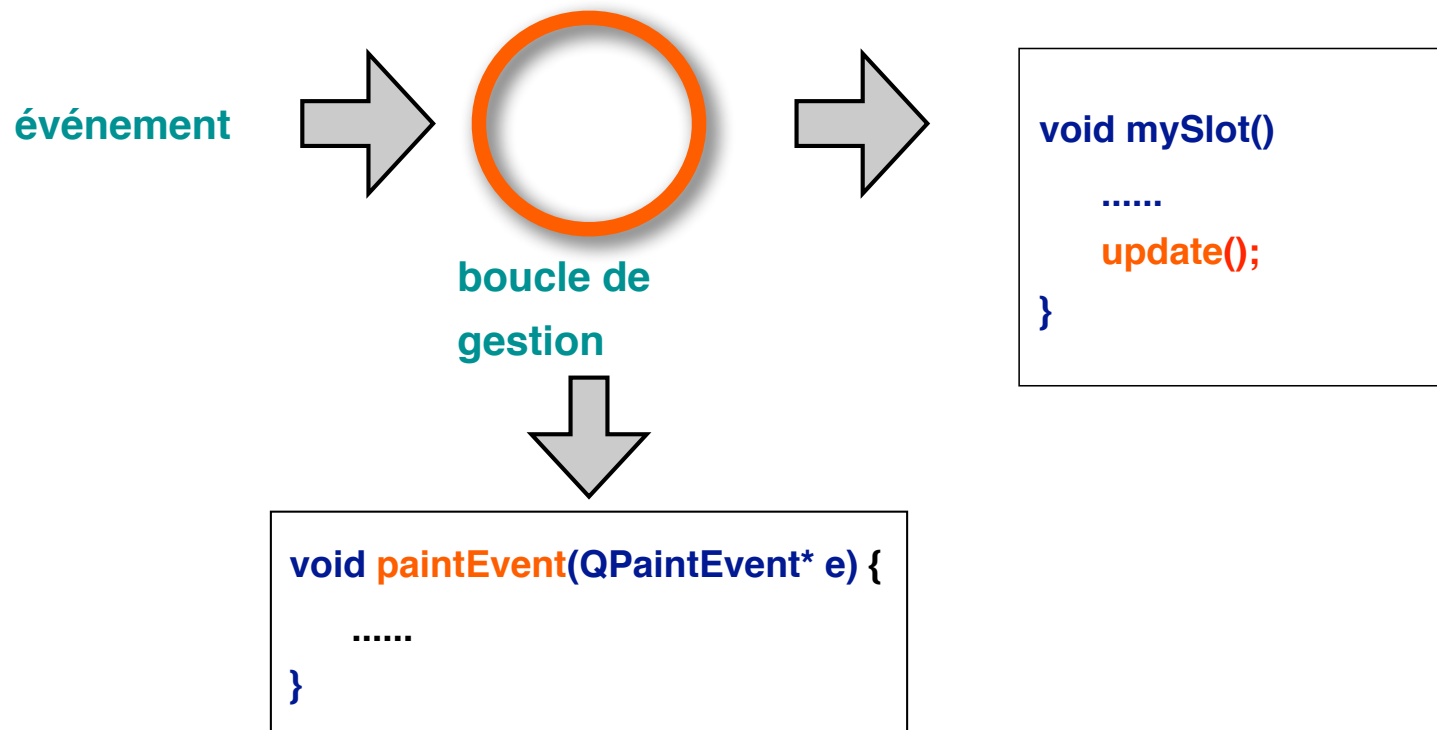 événement
boucle de
gestion
void mySlot()
......
update();
}
void paintEvent(QPaintEvent* e) {
......
}